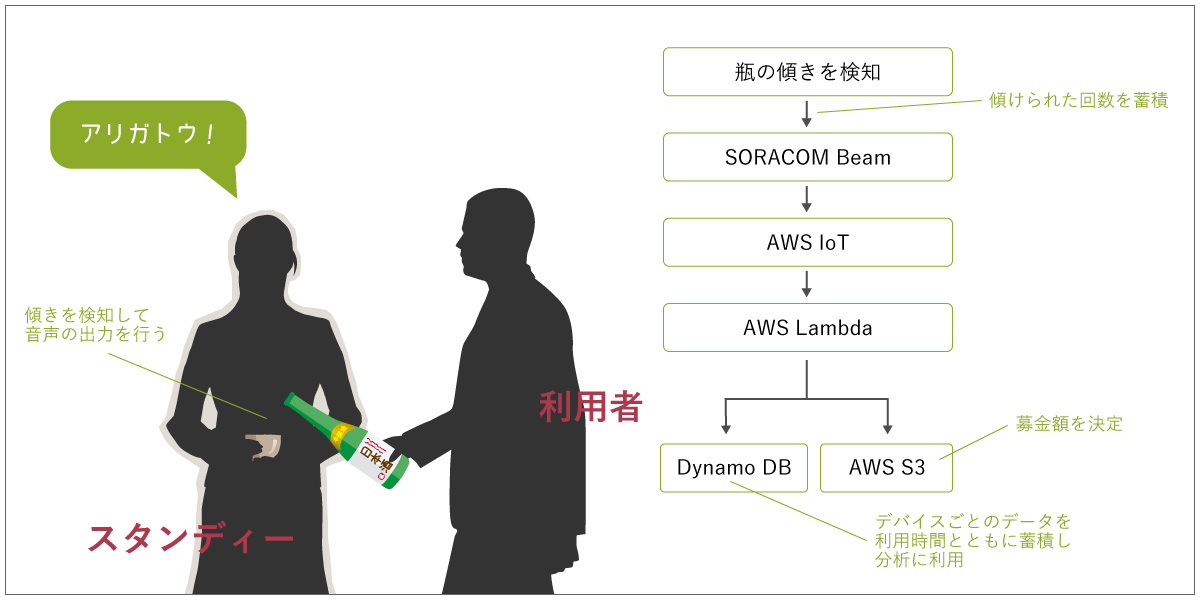 アリガトウ！
傾きを検知して
音声の出力を行う
日本酒
利用者
スタンディー
瓶の傾きを検知
傾けられた回数を蓄積
SORACOM Beam
AWS IoT
AWS Lambda
Dynamo DB
AWS S3
募金額を決定
デバイスごとのデータを
利用時間とともに蓄積し
分析に利用